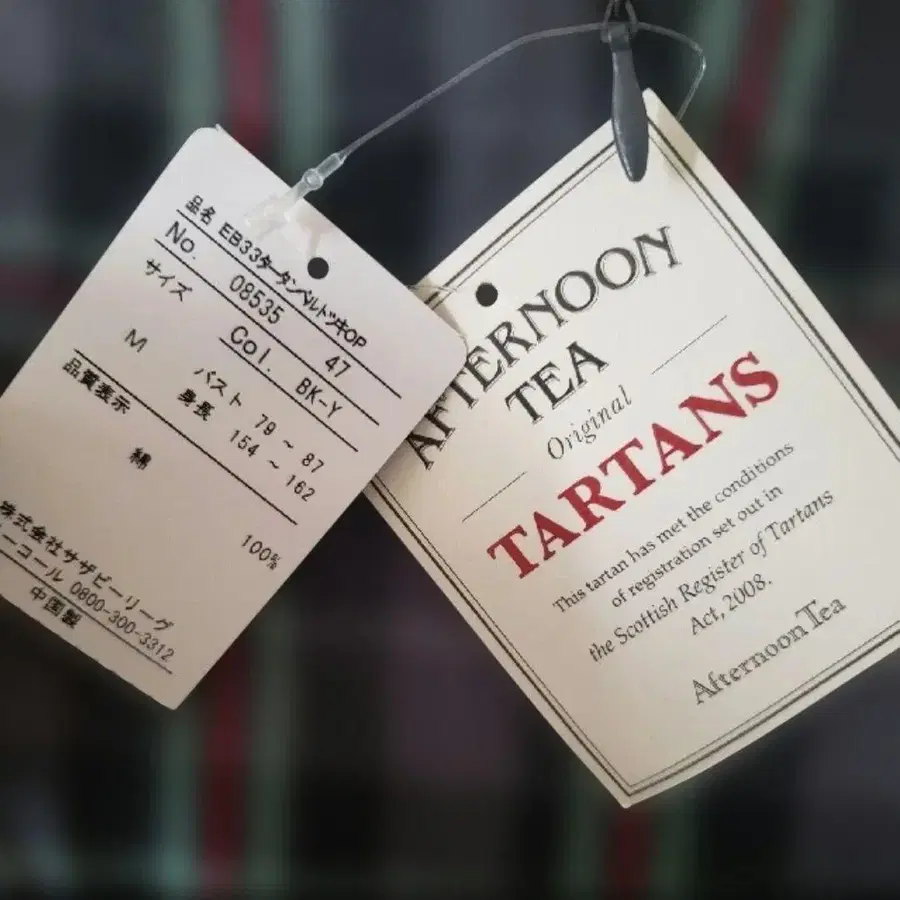 品名 EB33タータンベルトツキOP
No. 08535 47
サイズ Col. BK-Y
M バスト 79 ~ 87
身長 154 ~ 162
品質表示
綿 100%
株式会社サザビーリーグ
ーコール 0800-300-3312
中国製
AFTERNOON
TEA
Original
TARTANS
This tartan has met the conditions
of registration set out in
the Scottish Register of Tartans
Act, 2008.
Afternoon Tea